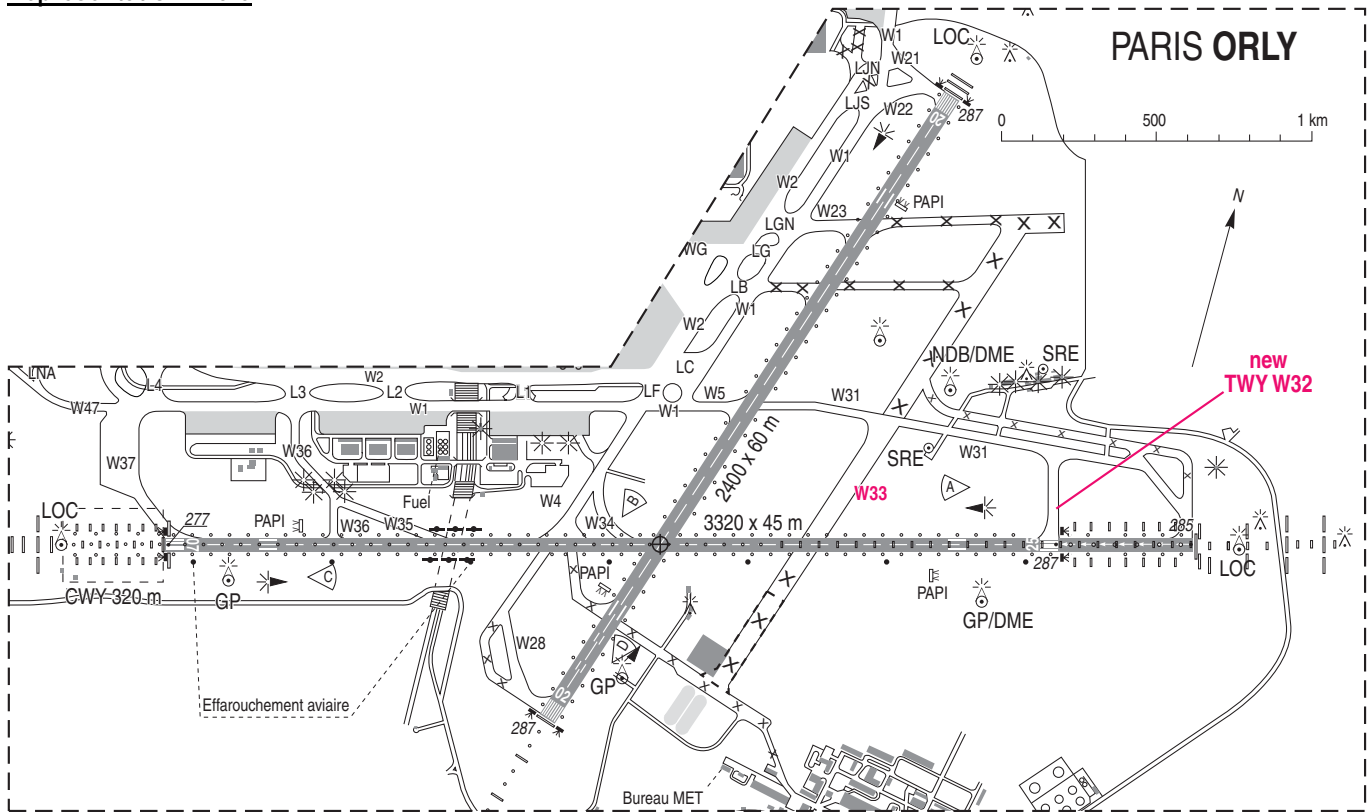 PARIS ORLY
0 500 1 km
N
W1
LOC
W21
LJN
LJS
W22
287
20
W1
W2
PAPI
W23
LGN
WG
LG
LB
W1
W2
NDB/DME
SRE
new
TWY W32
LC
LNA
L4
W2
L3
L2
L1
LF
W5
W31
W47
W1
W1
W37
W36
SRE
W31
2400 x 60 m
W33
A
Fuel
W4
B
LOC
277
PAPI
W36
W35
W34
3320 x 45 m
285
07
25
287
LOC
CWY 320 m
GP
C
PAPI
PAPI
GP/DME
W28
D
GP
Effarouchement aviaire
02
287
Bureau MET